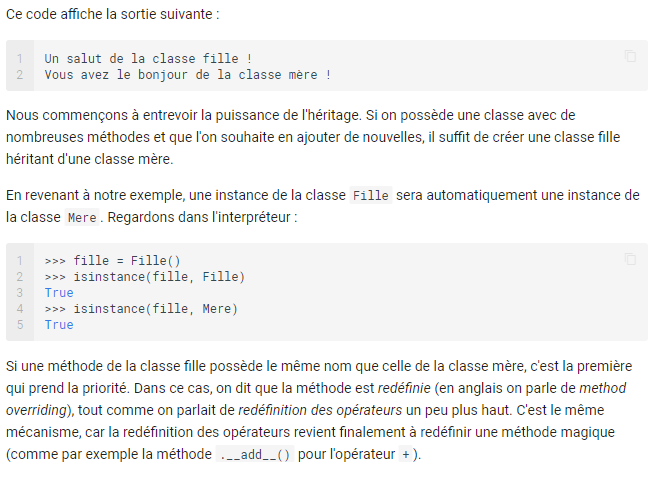 Ce code affiche la sortie suivante :
1 Un salut de la classe fille !
2 Vous avez le bonjour de la classe mère !
Nous commençons à entrevoir la puissance de l'héritage. Si on possède une classe avec de
nombreuses méthodes et que l'on souhaite en ajouter de nouvelles, il suffit de créer une classe fille
héritant d'une classe mère.
En revenant à notre exemple, une instance de la classe Fille sera automatiquement une instance de
la classe Mere . Regardons dans l'interpréteur :
1 >>> fille = Fille()
2 >>> isinstance(fille, Fille)
3 True
4 >>> isinstance(fille, Mere)
5 True
Si une méthode de la classe fille possède le même nom que celle de la classe mère, c'est la première
qui prend la priorité. Dans ce cas, on dit que la méthode est redéfinie (en anglais on parle de method
overriding), tout comme on parlait de redéfinition des opérateurs un peu plus haut. C'est le même
mécanisme, car la redéfinition des opérateurs revient finalement à redéfinir une méthode magique
(comme par exemple la méthode .__add__() pour l'opérateur + ).